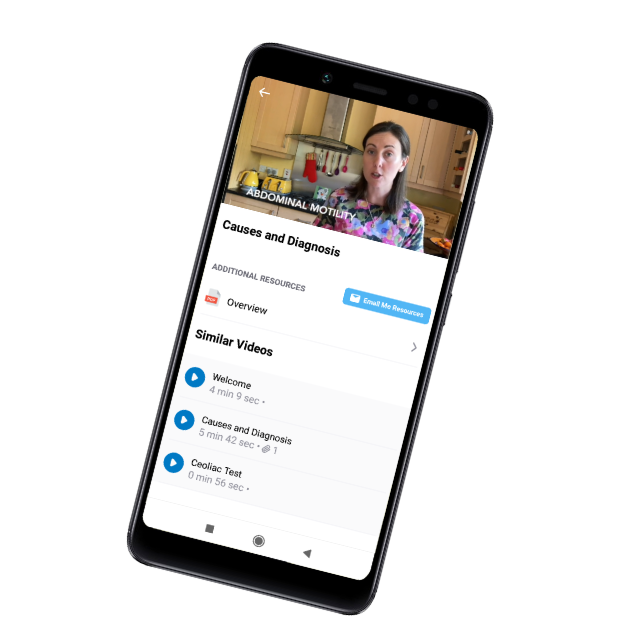 ABDOMINAL MOTILITY
Causes and Diagnosis
ADDITIONAL RESOURCES
Email Me Resources
PDF
Overview
Similar Videos
Welcome
4 min 9 sec •
Causes and Diagnosis
5 min 42 sec • 1
Ceoliac Test
0 min 56 sec •